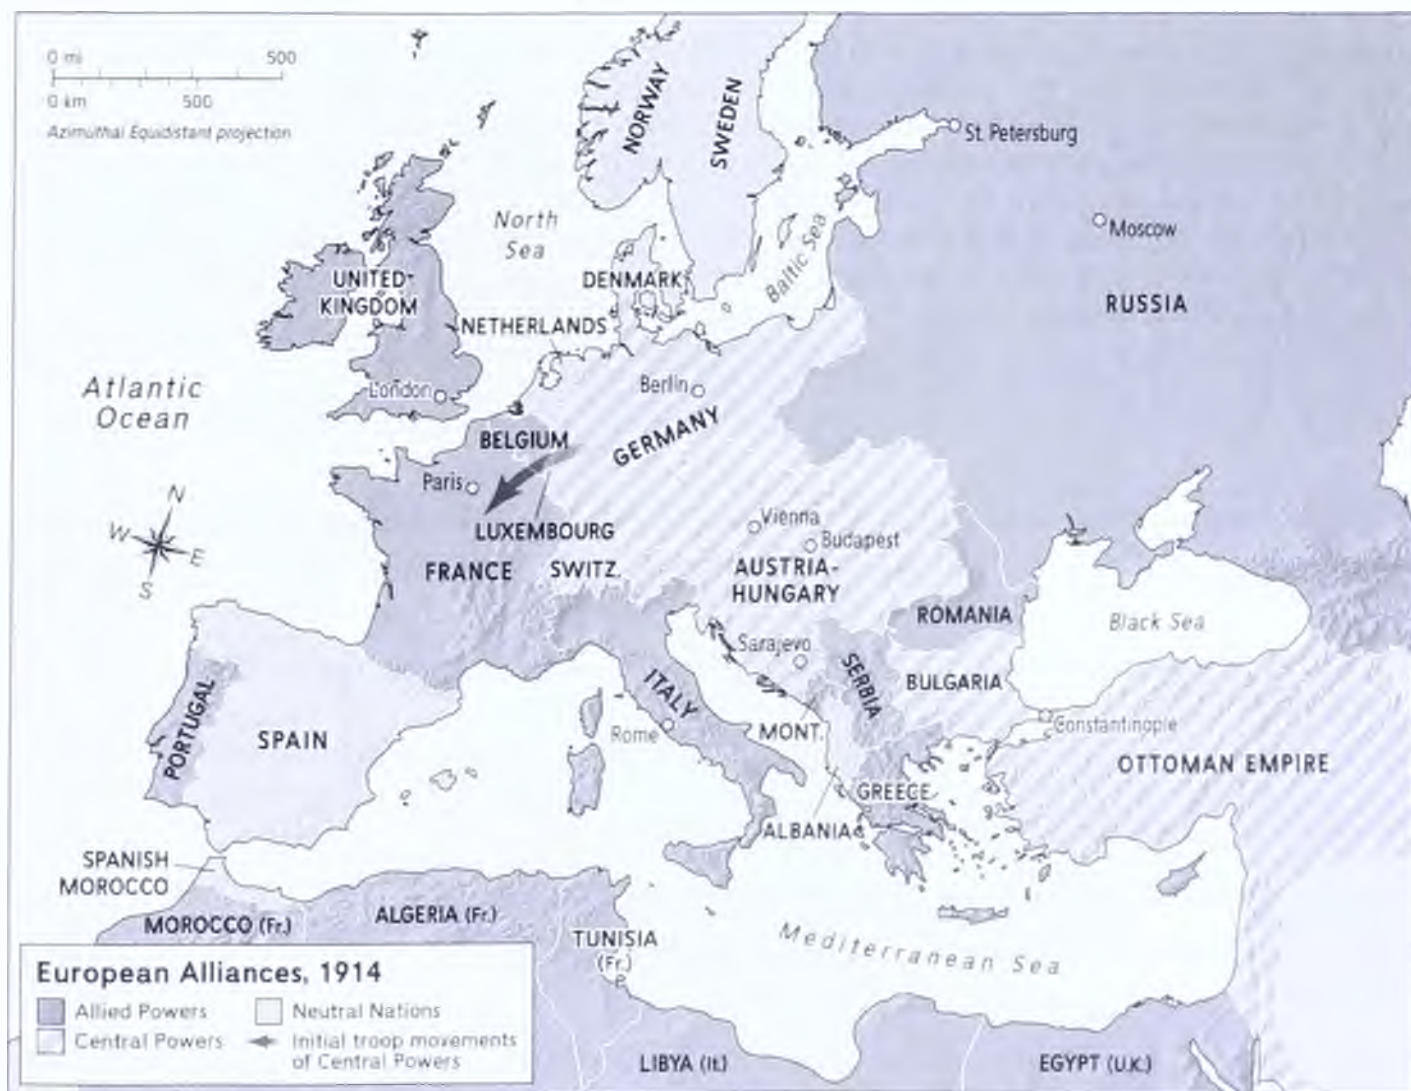 0 mi 500
0 km 500
Azimuthal Equidistant projection
NORWAY
SWEDEN
St. Petersburg
Moscow
North
Sea
Baltic Sea
DENMARK
UNITED-
KINGDOM
NETHERLANDS
RUSSIA
Atlantic
Ocean
London
Berlin
GERMANY
BELGIUM
Paris
N
W
E
S
LUXEMBOURG
Vienna
Budapest
FRANCE
SWITZ.
AUSTRIA-
HUNGARY
ROMANIA
Black Sea
Sarajevo
SERBIA
BULGARIA
ITALY
PORTUGAL
SPAIN
Rome
MONT.
Constantinople
OTTOMAN EMPIRE
GREECE
ALBANIA
SPANISH
MOROCCO
MOROCCO (Fr.)
ALGERIA (Fr.)
TUNISIA
(Fr.)
Mediterranean Sea
European Alliances, 1914
Allied Powers
Neutral Nations
Central Powers
Initial troop movements
of Central Powers
LIBYA (It.)
EGYPT (U.K.)